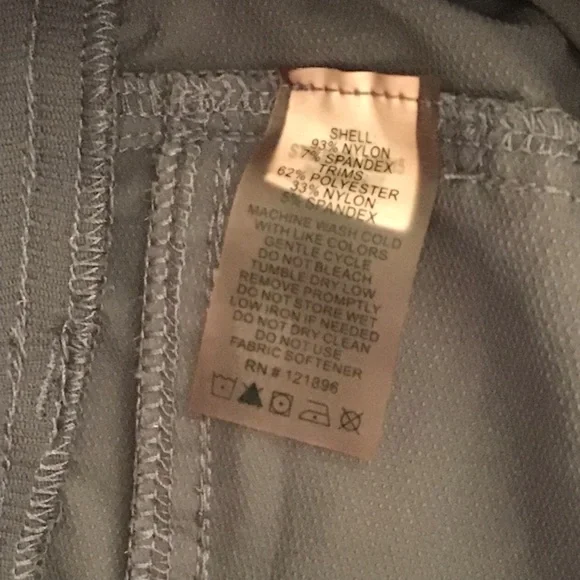 SHELL:
93% NYLON
7% SPANDEX
TRIMS
62% POLYESTER
33% NYLON
5% SPANDEX
MACHINE WASH COLD
WITH LIKE COLORS
GENTLE CYCLE
DO NOT BLEACH
TUMBLE DRY LOW
REMOVE PROMPTLY
DO NOT STORE WET
LOW IRON IF NEEDED
DO NOT DRY CLEAN
DO NOT USE
FABRIC SOFTENER
RN # 121896